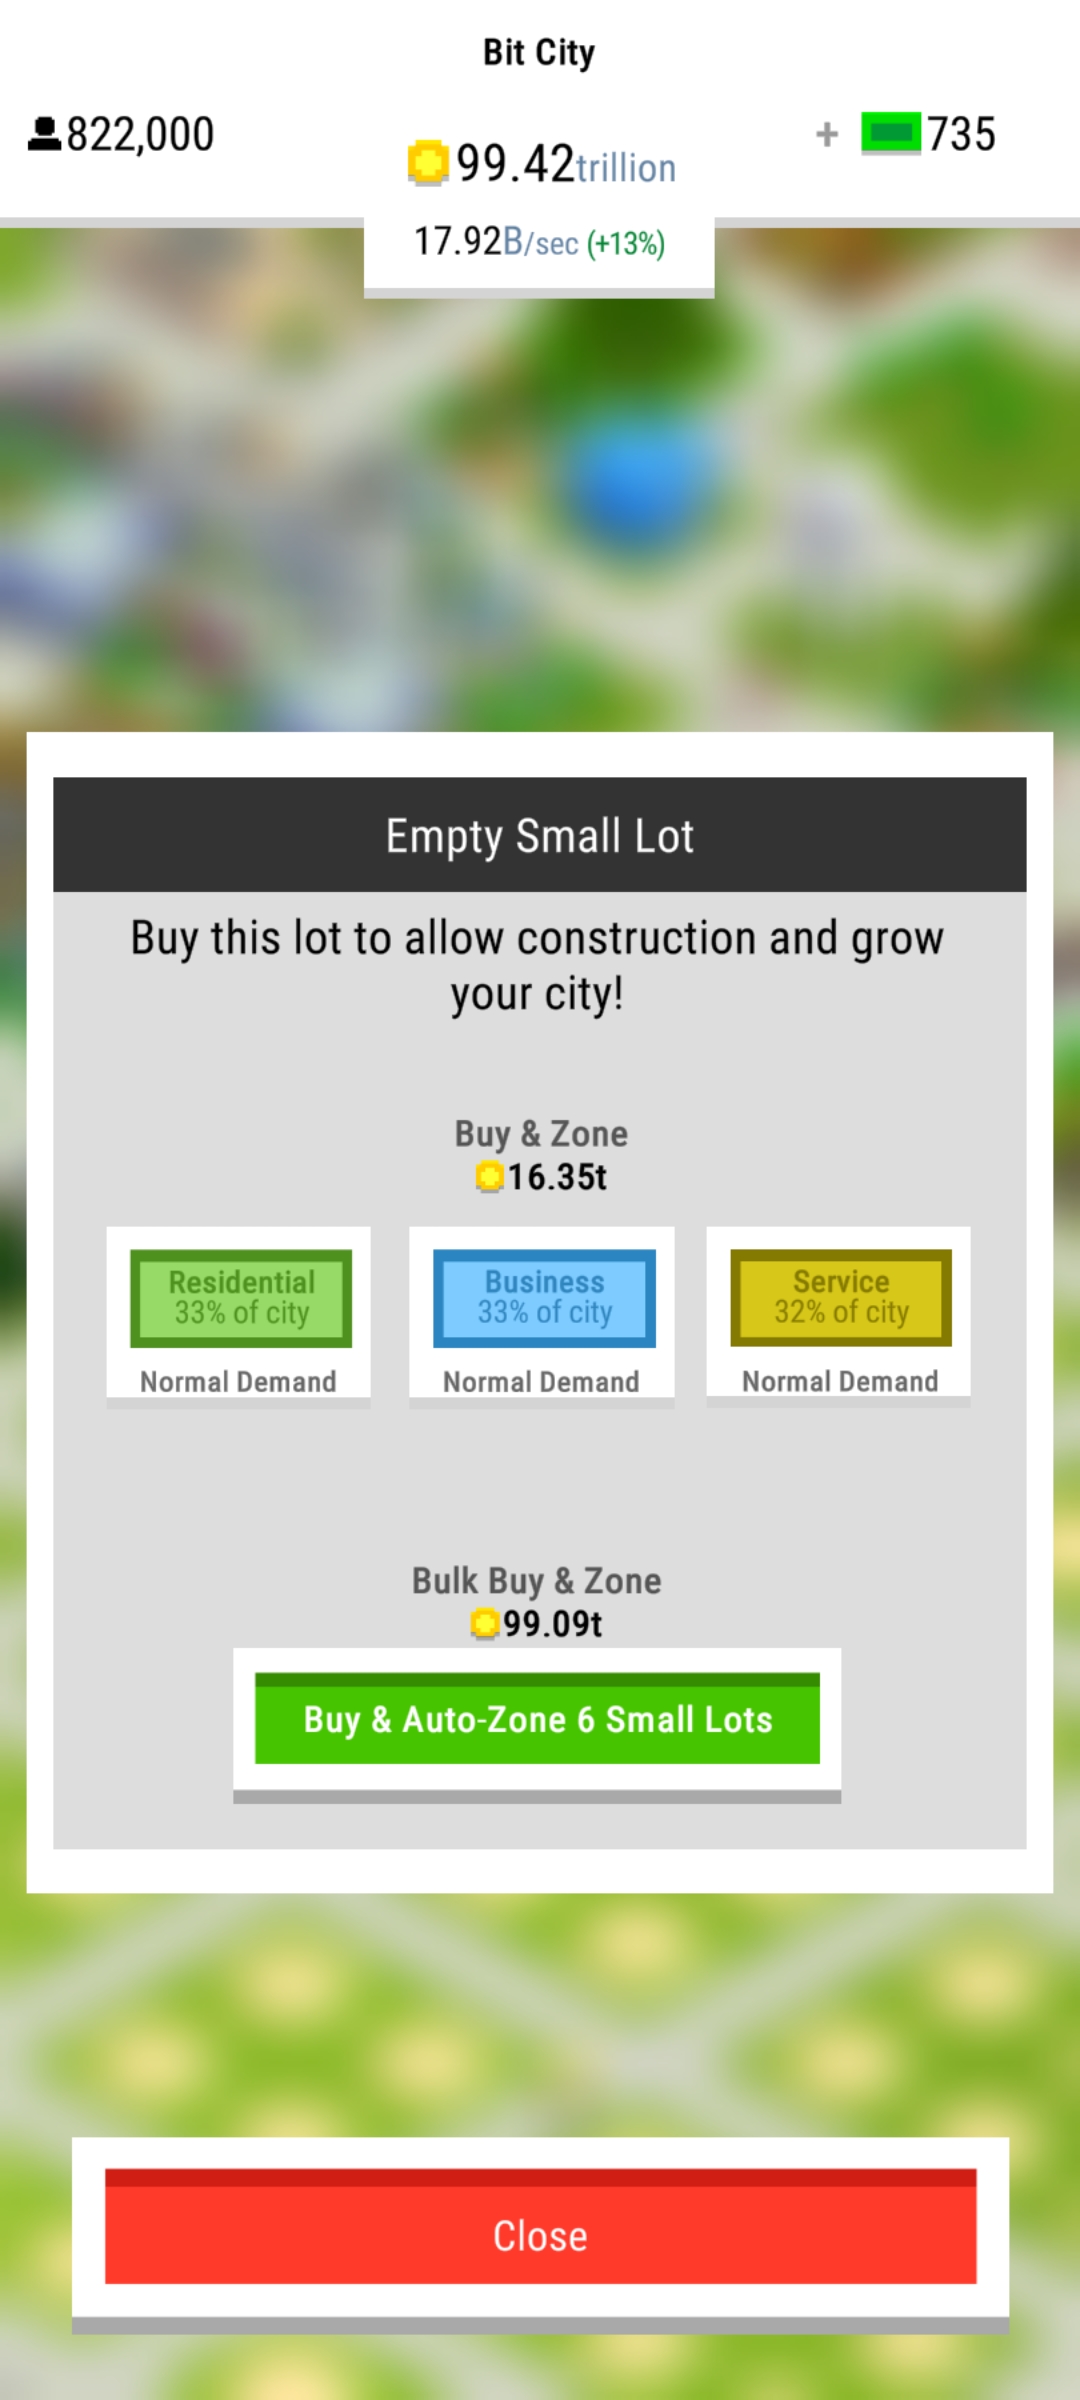 Bit City
822,000
99.42trillion
+ 735
17.92B/sec (+13%)
Empty Small Lot
Buy this lot to allow construction and grow
your city!
Buy & Zone
16.35t
Residential
33% of city
Normal Demand
Business
33% of city
Normal Demand
Service
32% of city
Normal Demand
Bulk Buy & Zone
99.09t
Buy & Auto-Zone 6 Small Lots
Close